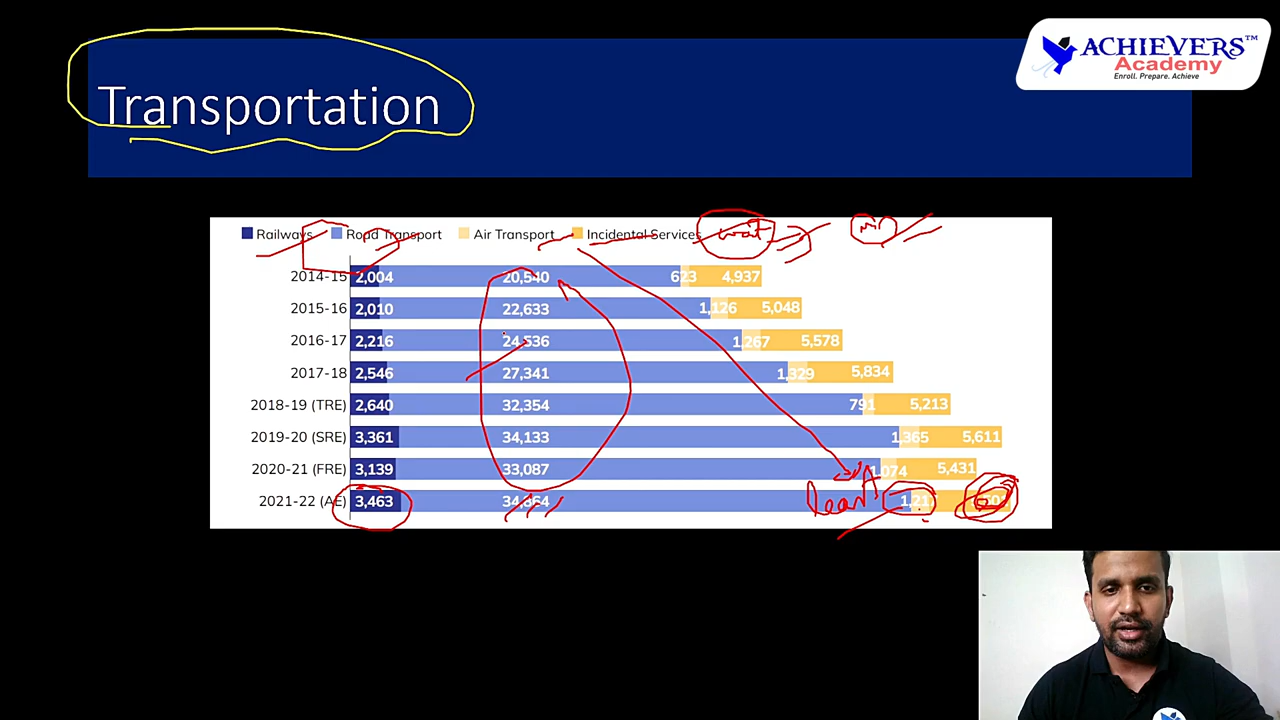 ACHIEVERS™
Academy
Enroll. Prepare. Achieve
Transportation
Railways Road Transport Air Transport Incidental Services
2014-15 2,004 20,540 623 4,937
2015-16 2,010 22,633 1,126 5,048
2016-17 2,216 24,536 1,267 5,578
2017-18 2,546 27,341 1,329 5,834
2018-19 (TRE) 2,640 32,354 791 5,213
2019-20 (SRE) 3,361 34,133 1,365 5,611
2020-21 (FRE) 3,139 33,087 1,074 5,431
2021-22 (AE) 3,463
least